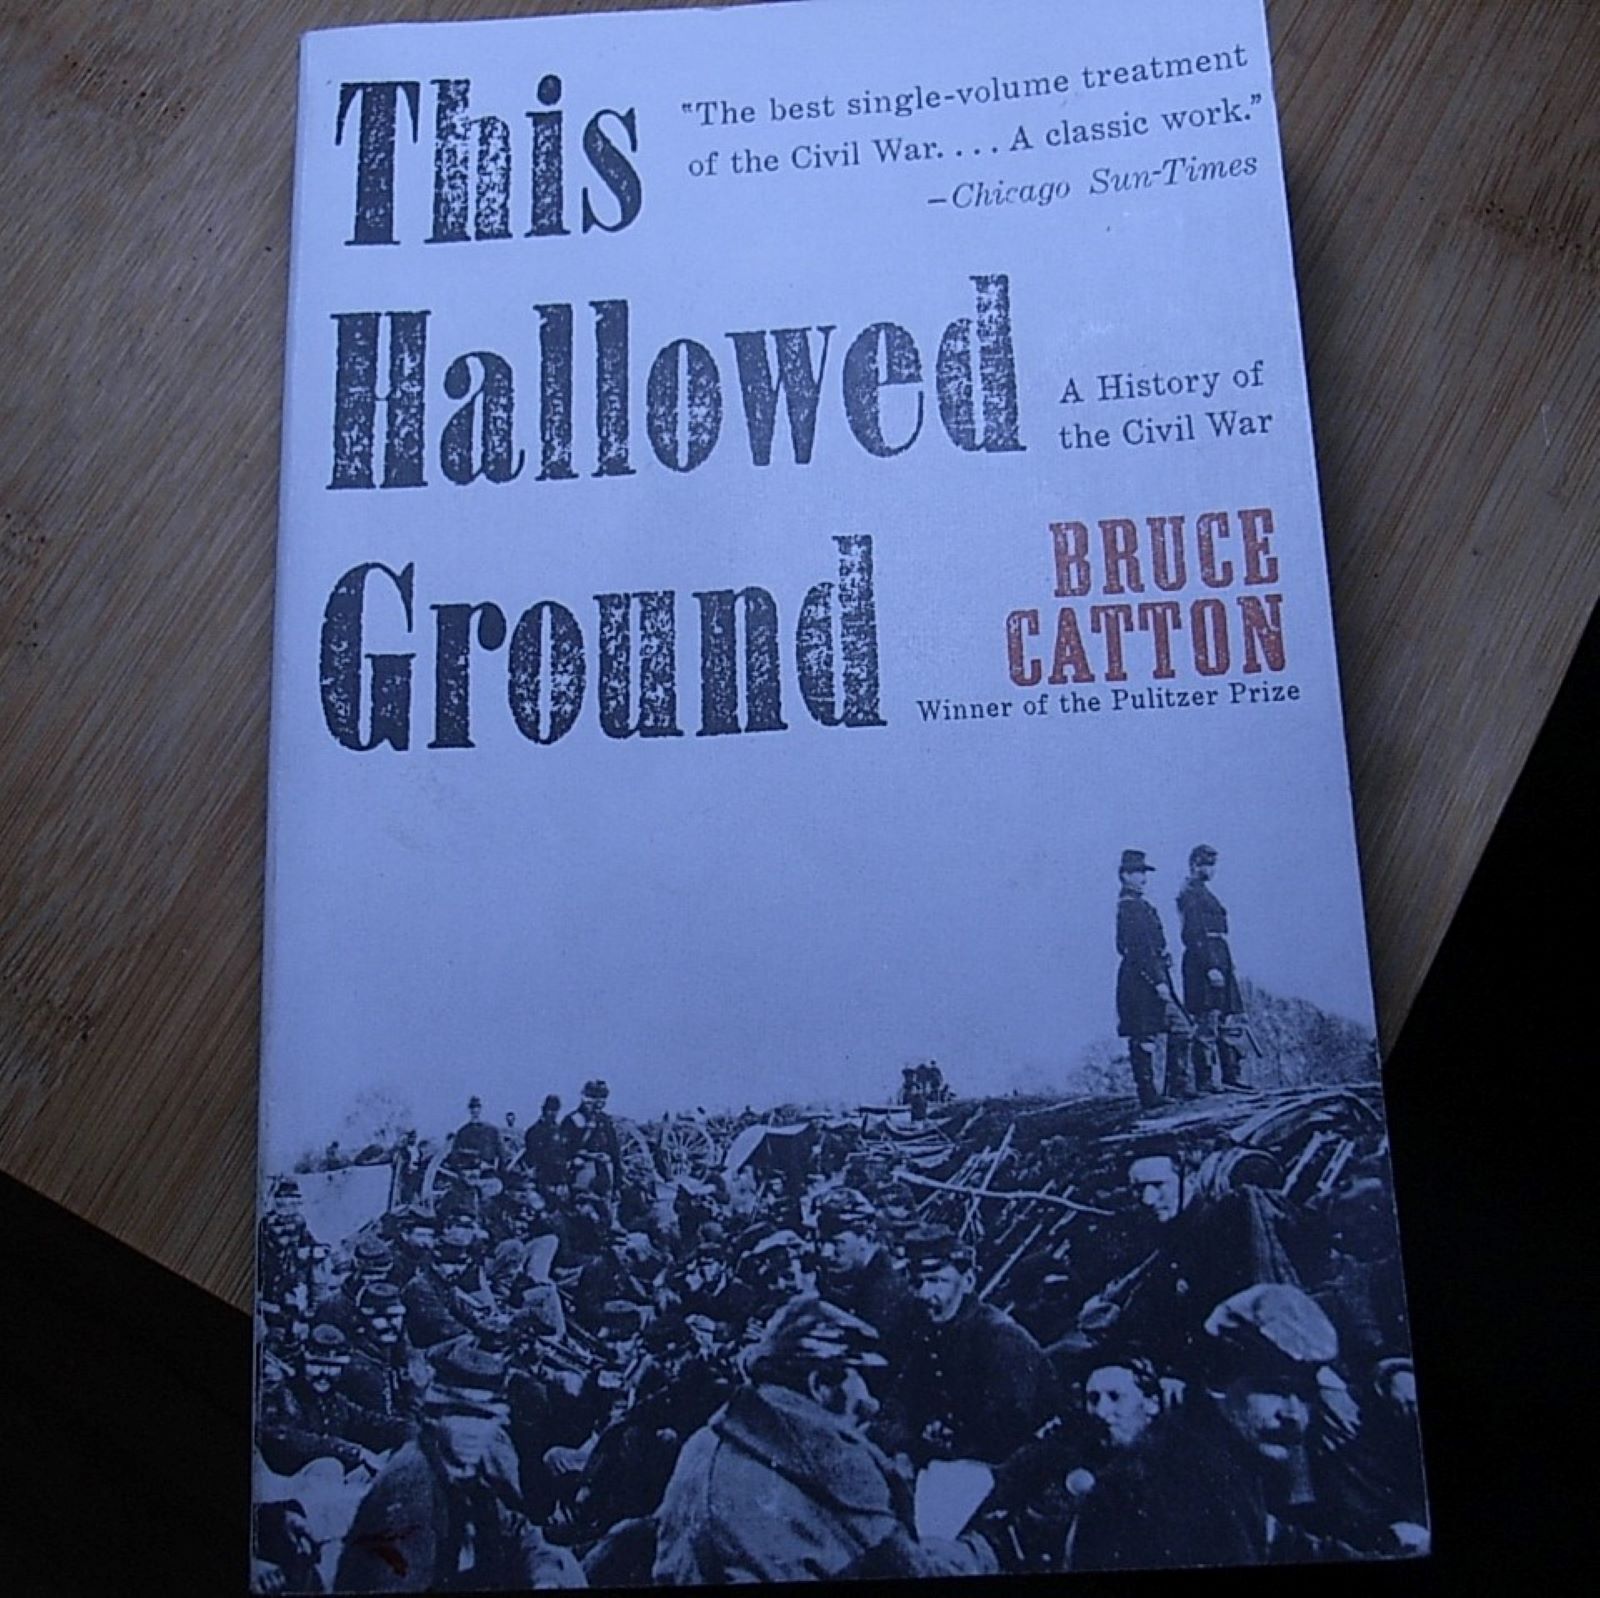 This
"The best single-volume treatment
of the Civil War. . . . A classic work."
–Chicago Sun-Times
Hallowed
A History of
the Civil War
Ground
BRUCE
CATTON
Winner of the Pulitzer Prize